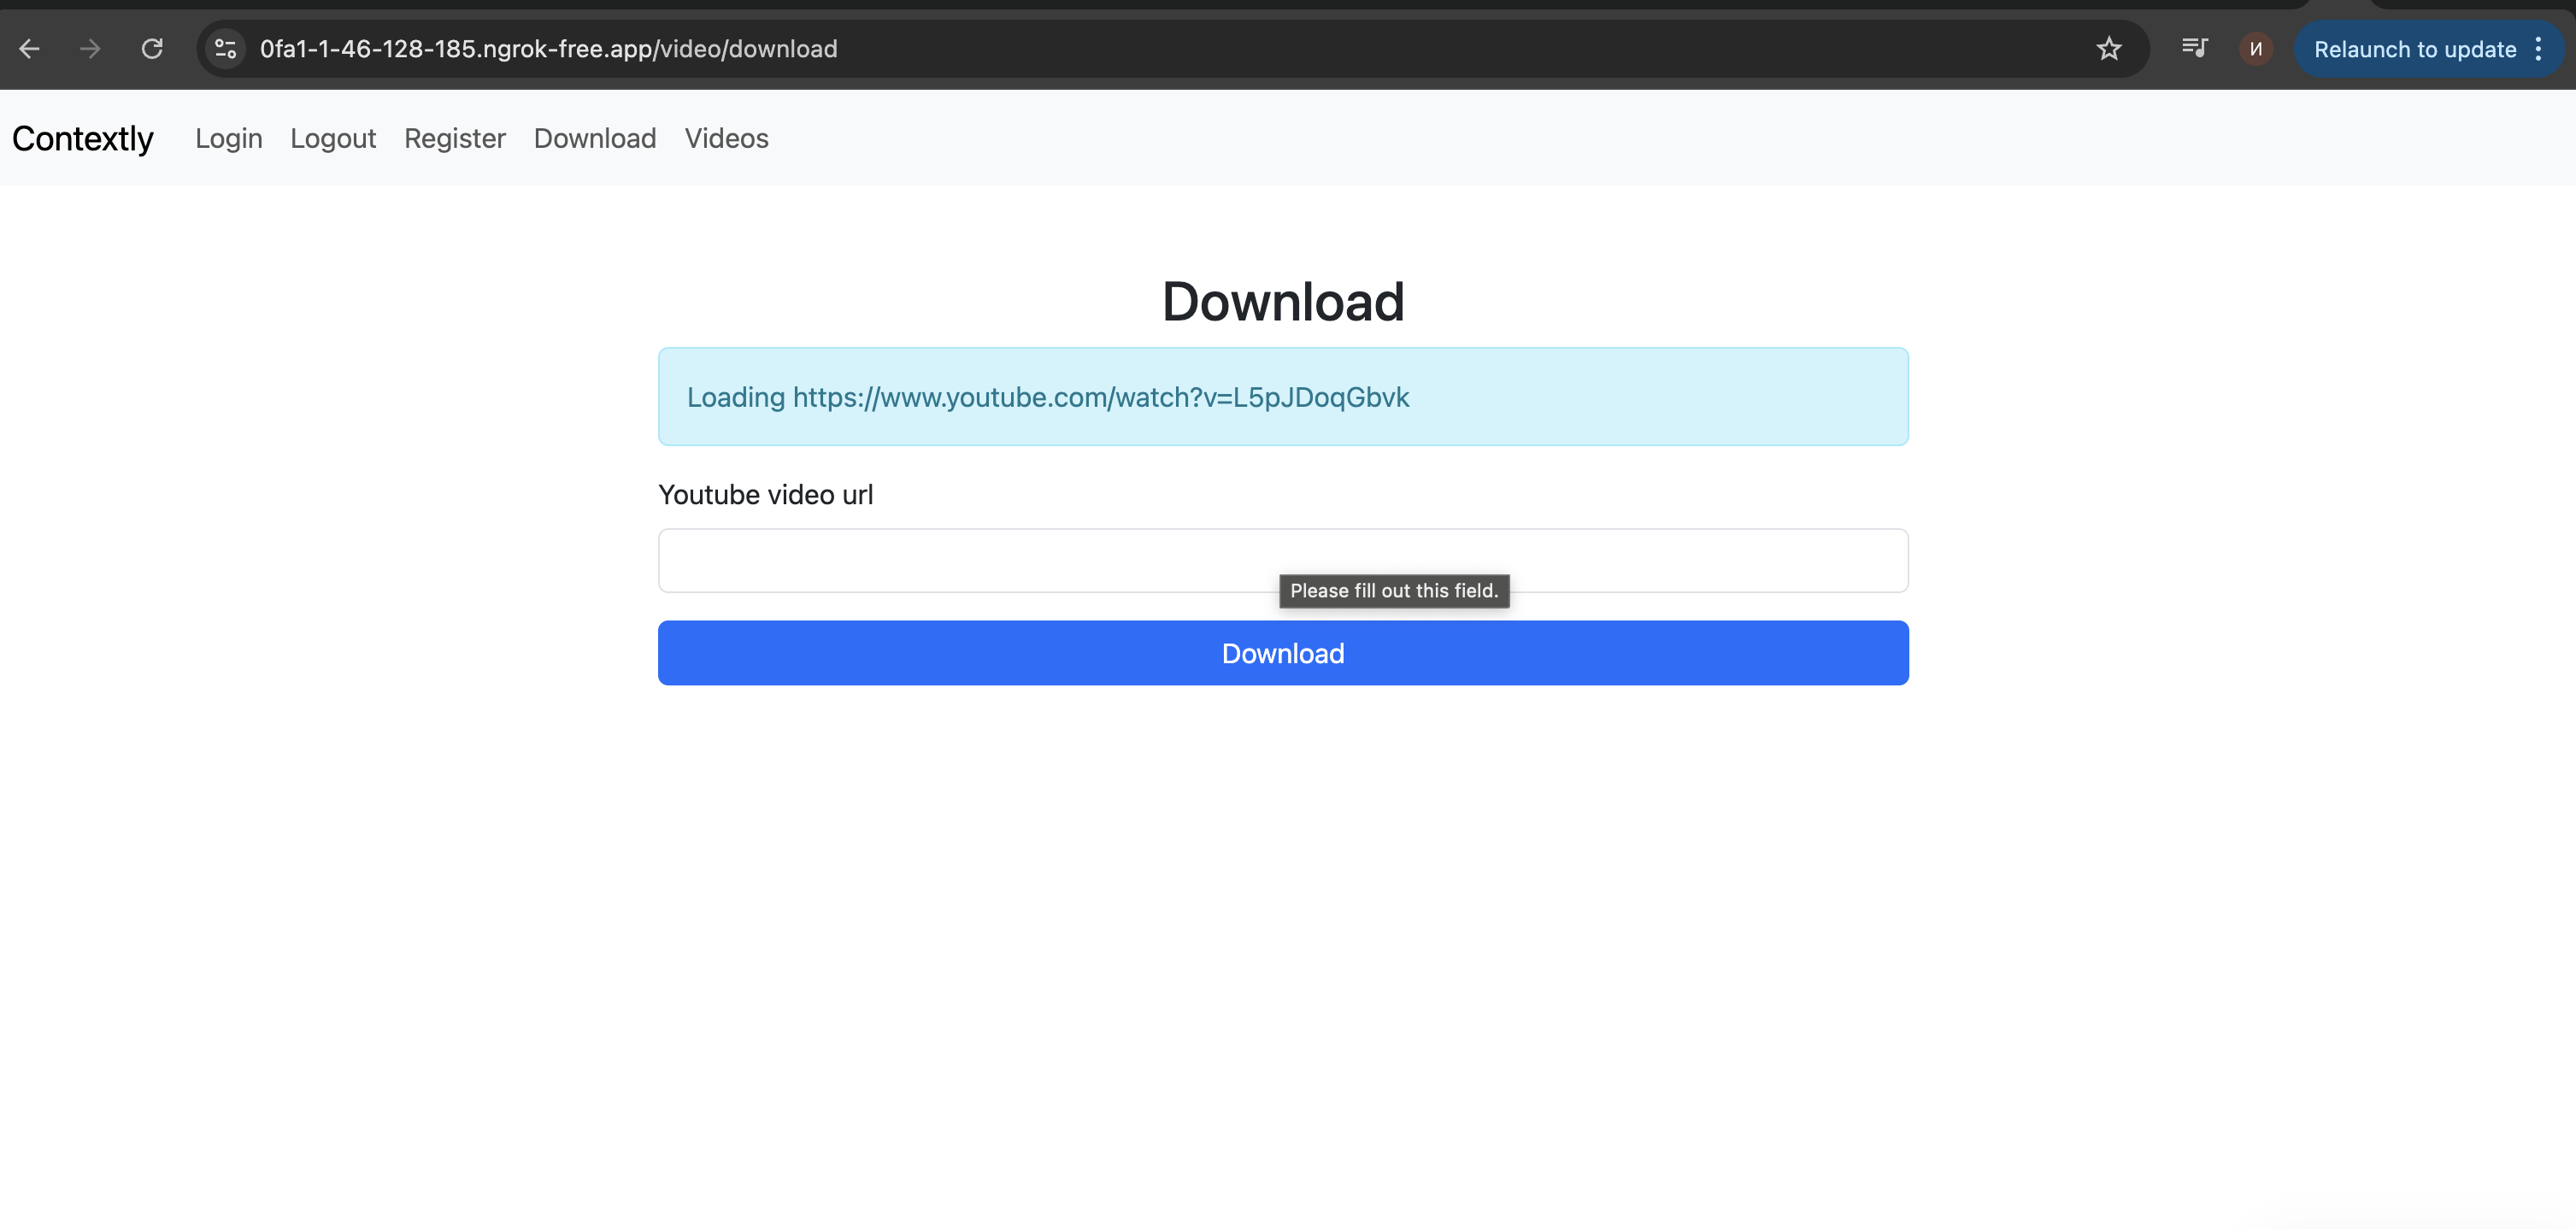 0fa1-1-46-128-185.ngrok-free.app/video/download
И
Relaunch to update
Contextly Login Logout Register Download Videos
Download
Loading https://www.youtube.com/watch?v=L5pJDoqGbvk
Youtube video url
Please fill out this field.
Download